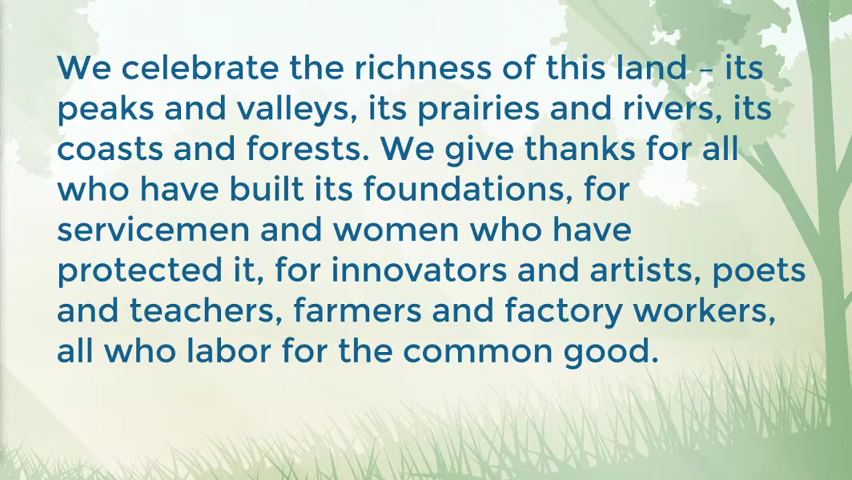 We celebrate the richness of this land – its
peaks and valleys, its prairies and rivers, its
coasts and forests. We give thanks for all
who have built its foundations, for
servicemen and women who have
protected it, for innovators and artists, poets
and teachers, farmers and factory workers,
all who labor for the common good.